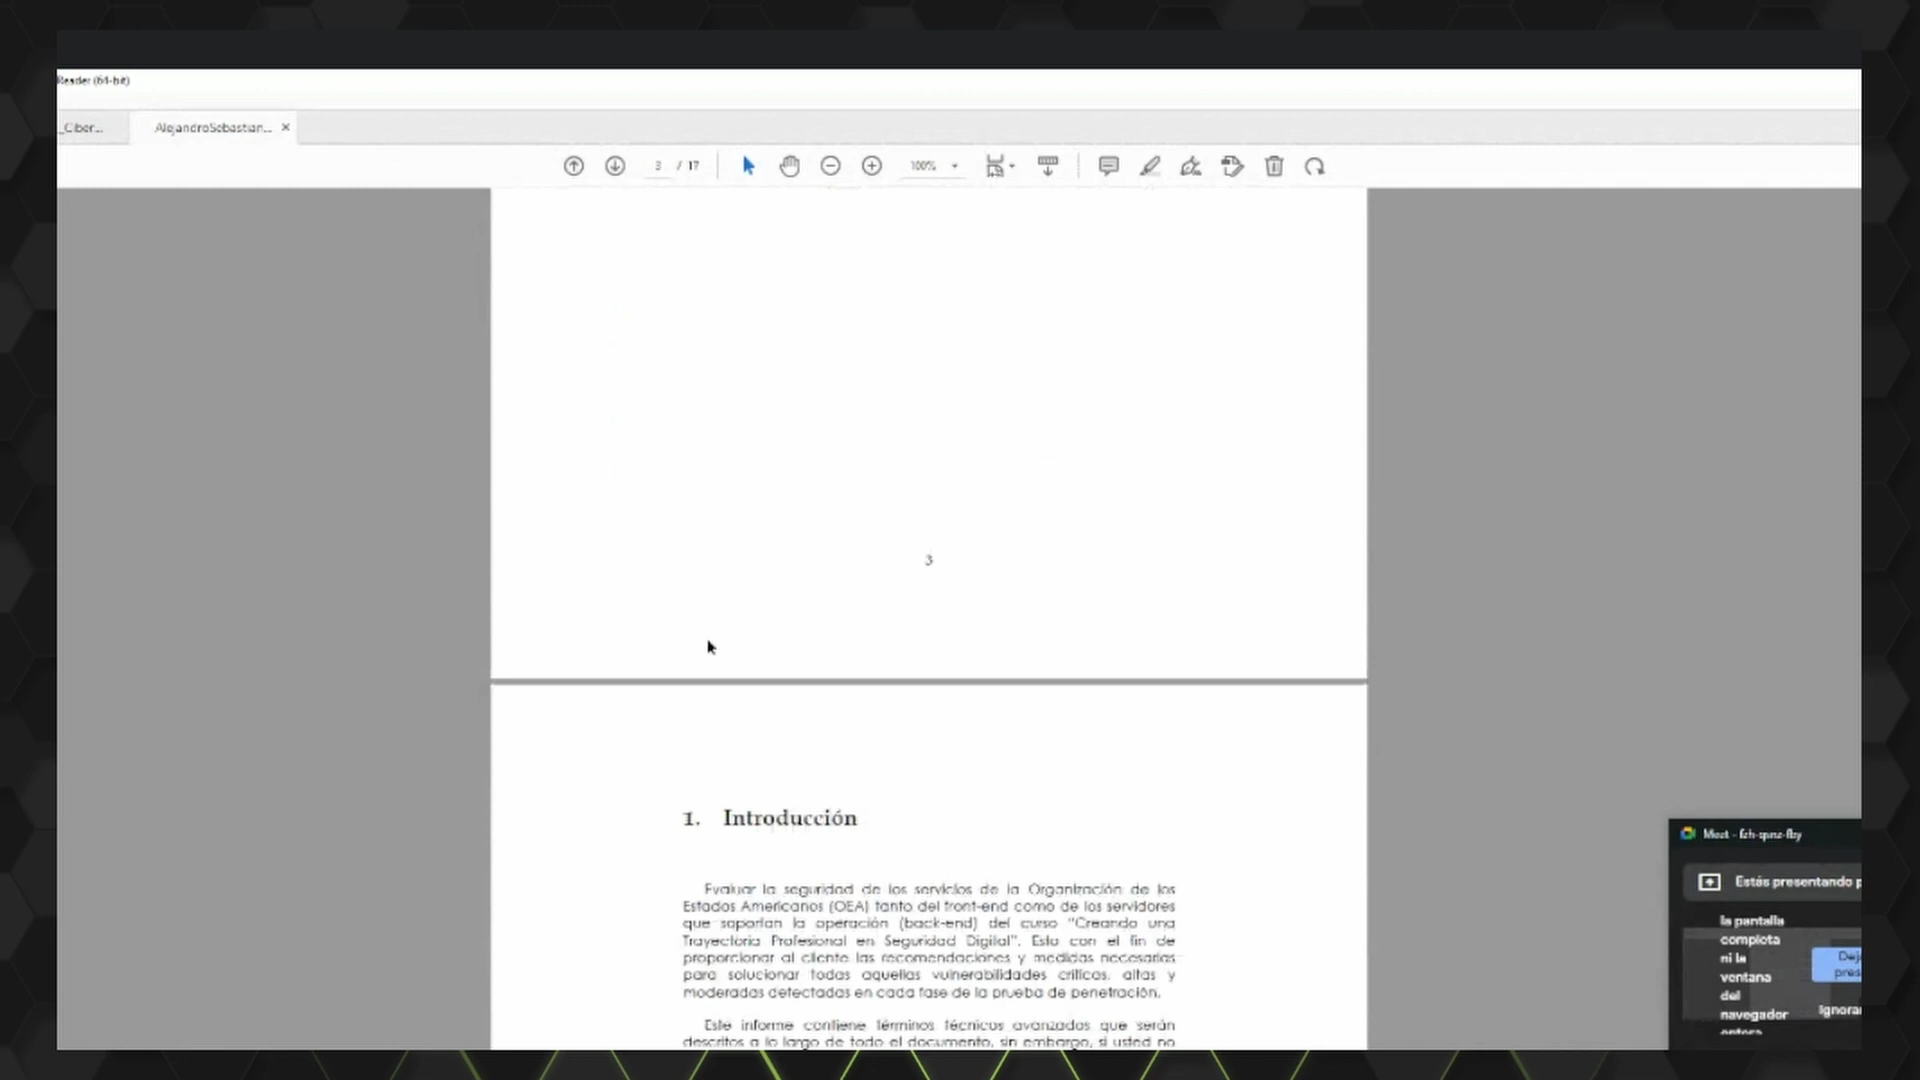 Reader (64-bit)
_Ciber...
AlejandroSebastian... ×
3 / 17
100%
3
1. Introducción
Evaluar la seguridad de los servicios de la Organización de los
Estados Americanos (OEA) tanto del front-end como de los servidores
que soportan la operación (back-end) del curso "Creando una
Trayectoria Profesional en Seguridad Digital". Esto con el fin de
proporcionar al cliente las recomendaciones y medidas necesarias
para solucionar todas aquellas vulnerabilidades críticas, altas y
moderadas detectadas en cada fase de la prueba de penetración.
Este informe contiene términos técnicos avanzados que serán
descritos a lo largo de todo el documento, sin embargo, si usted no
Meet -
Estás presentando p
la pantalla
completa
ni la
ventana
del
navegador
entera
Dej
pres
Ignorar